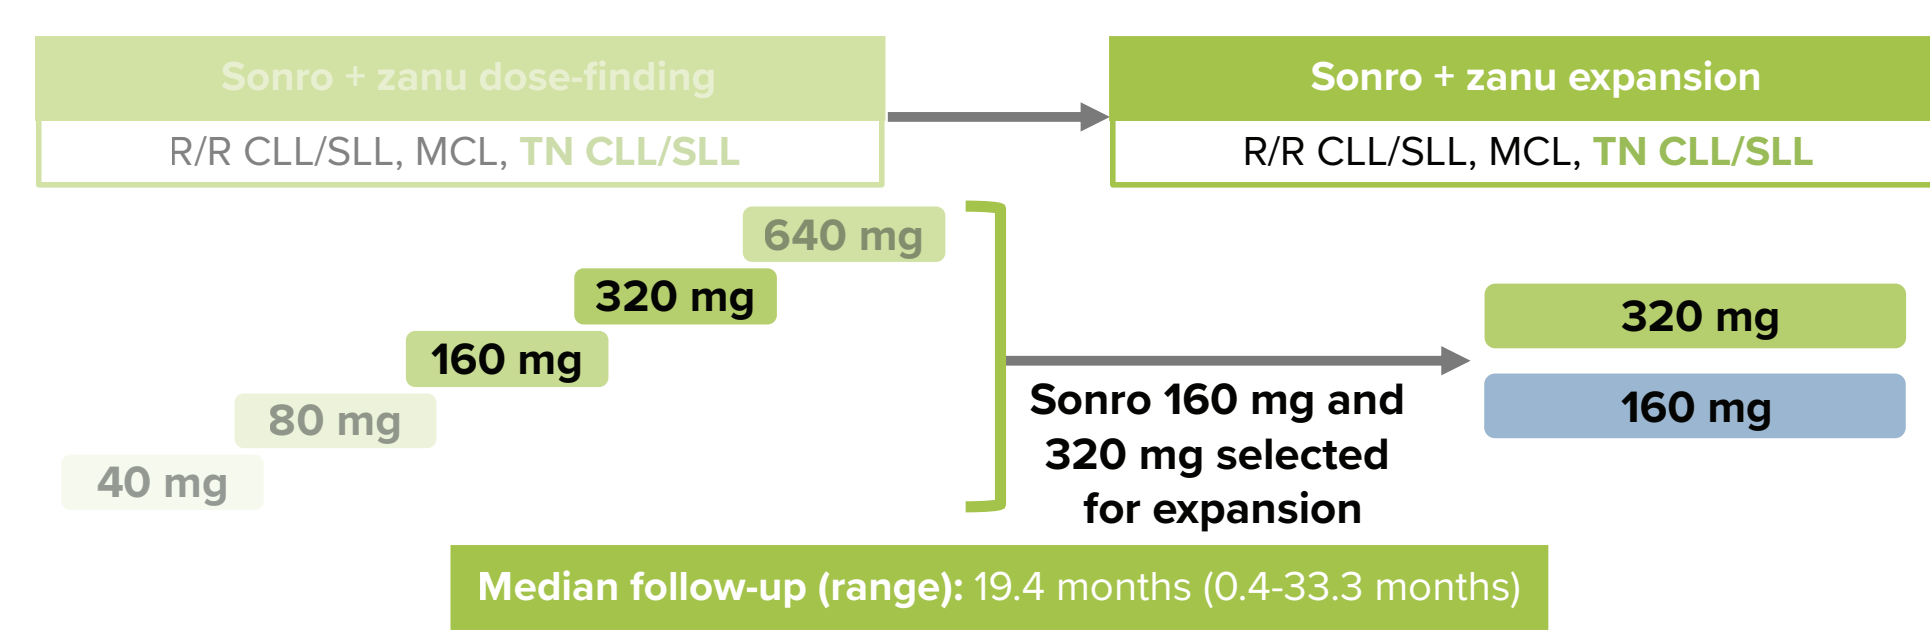 Sonro + zanu dose-finding
R/R CLL/SLL, MCL, TN CLL/SLL
Sonro + zanu expansion
R/R CLL/SLL, MCL, TN CLL/SLL
640 mg
320 mg
160 mg
80 mg
40 mg
Sonro 160 mg and
320 mg selected
for expansion
320 mg
160 mg
Median follow-up (range): 19.4 months (0.4-33.3 months)